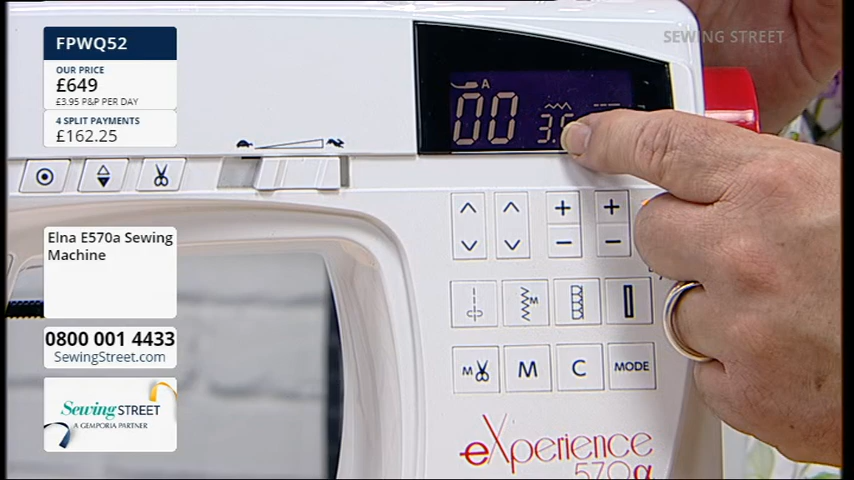 FPWQ52
OUR PRICE
£649
£3.95 P&P PER DAY
4 SPLIT PAYMENTS
£162.25
Elna E570a Sewing
Machine
0800 001 4433
SewingStreet.com
Sewing STREET
A GEMPORIA PARTNER
SEWING STREET
A
00
M
M M C MODE
eXperience
570α